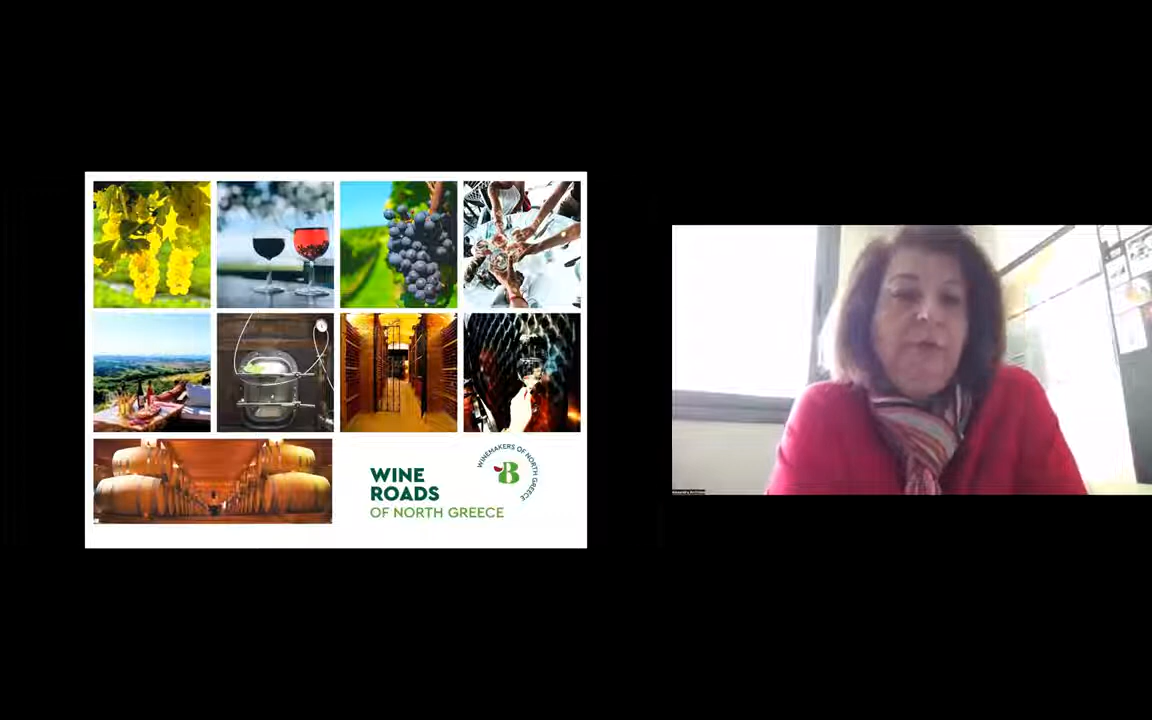 WINE
ROADS
OF NORTH GREECE
WINEMAKERS OF NORTH GREECE
B